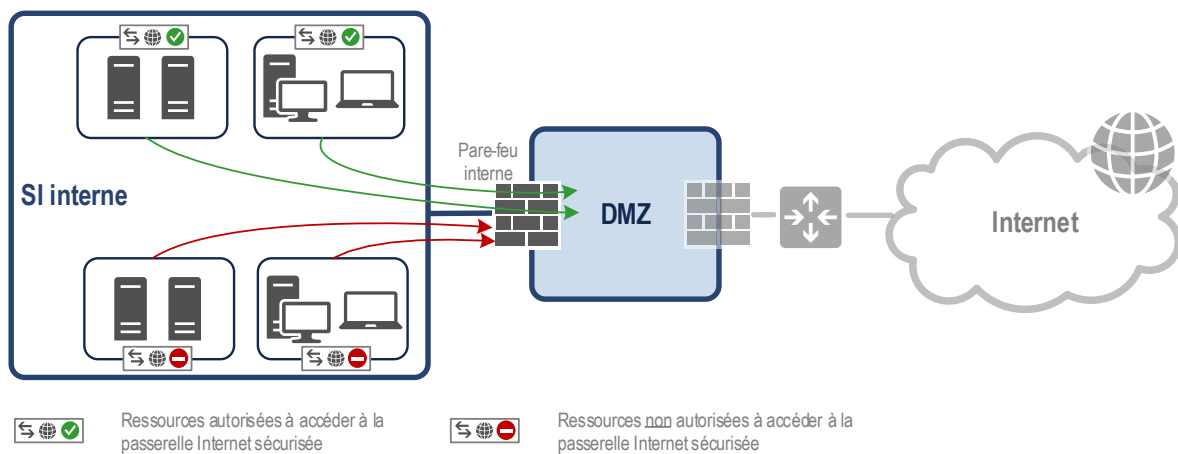 Pare-feu
interne
SI interne
DMZ
Internet
Ressources autorisées à accéder à la
passerelle Internet sécurisée
Ressources non autorisées à accéder à la
passerelle Internet sécurisée